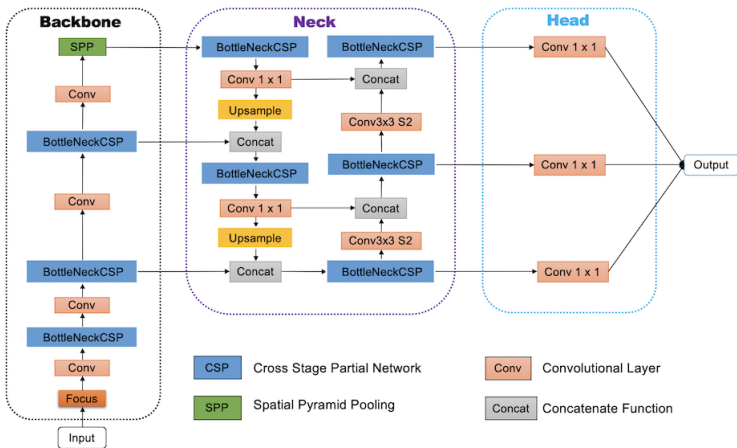 Backbone
Neck
Head
SPP
Conv
BottleNeckCSP
Conv
BottleNeckCSP
Conv
BottleNeckCSP
Conv
Focus
Input
BottleNeckCSP
Conv 1 x 1
Upsample
Concat
BottleNeckCSP
Conv 1 x 1
Upsample
Concat
BottleNeckCSP
Concat
Conv3x3 S2
BottleNeckCSP
Concat
Conv3x3 S2
BottleNeckCSP
Conv 1 x 1
Conv 1 x 1
Conv 1 x 1
Output
CSP Cross Stage Partial Network
SPP Spatial Pyramid Pooling
Conv Convolutional Layer
Concat Concatenate Function